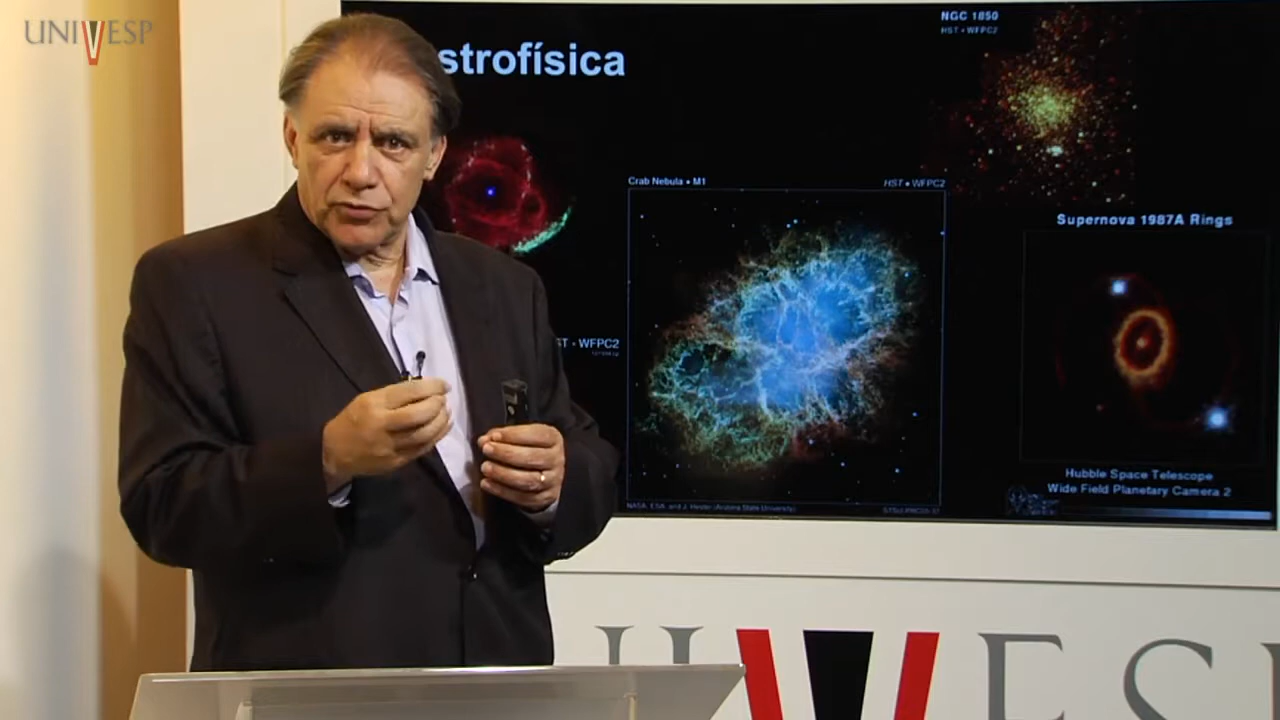 UNIVESP
strofísica
NGC 1850
HST • WFPC2
Crab Nebula • M1
HST • WFPC2
Supernova 1987A Rings
ST • WFPC2
Hubble Space Telescope
Wide Field Planetary Camera 2
NASA, ESA, and J. Hester (Arizona State University)